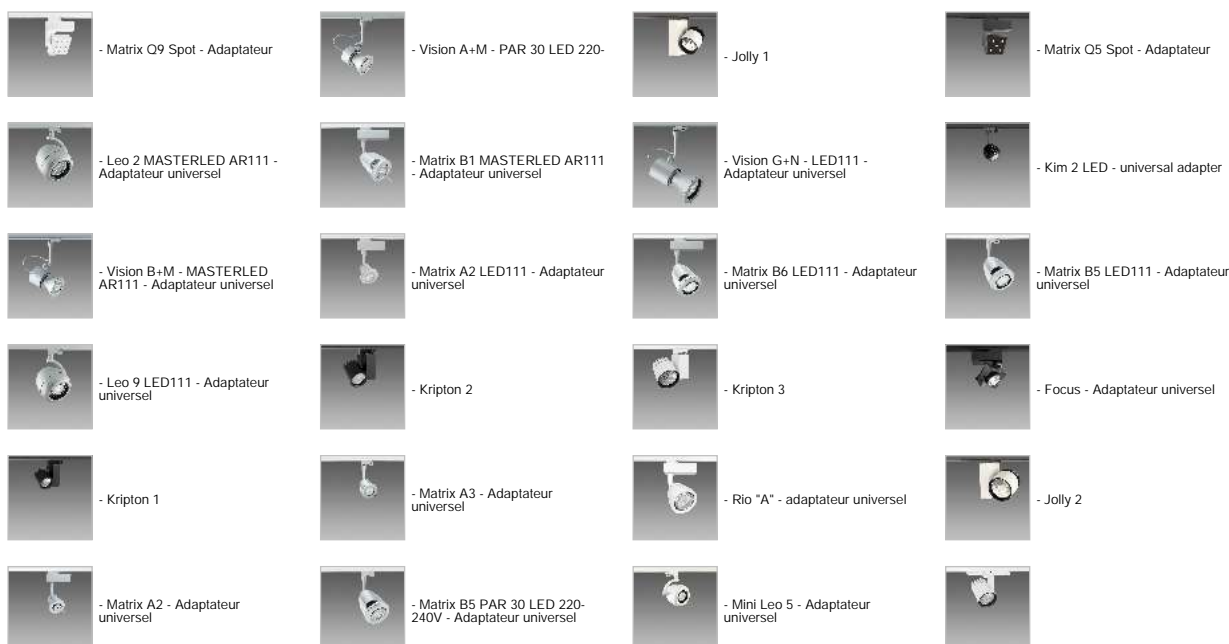 - Matrix Q9 Spot - Adaptateur
- Vision A+M - PAR 30 LED 220-
- Jolly 1
- Matrix Q5 Spot - Adaptateur
- Leo 2 MASTERLED AR111 -
Adaptateur universel
- Matrix B1 MASTERLED AR111
- Adaptateur universel
- Vision G+N - LED111 -
Adaptateur universel
- Kim 2 LED - universal adapter
- Vision B+M - MASTERLED
AR111 - Adaptateur universel
- Matrix A2 LED111 - Adaptateur
universel
- Matrix B6 LED111 - Adaptateur
universel
- Matrix B5 LED111 - Adaptateur
universel
- Leo 9 LED111 - Adaptateur
universel
- Kripton 2
- Kripton 3
- Focus - Adaptateur universel
- Kripton 1
- Matrix A3 - Adaptateur
universel
- Rio "A" - adaptateur universel
- Jolly 2
- Matrix A2 - Adaptateur
universel
- Matrix B5 PAR 30 LED 220-
240V - Adaptateur universel
- Mini Leo 5 - Adaptateur
universel